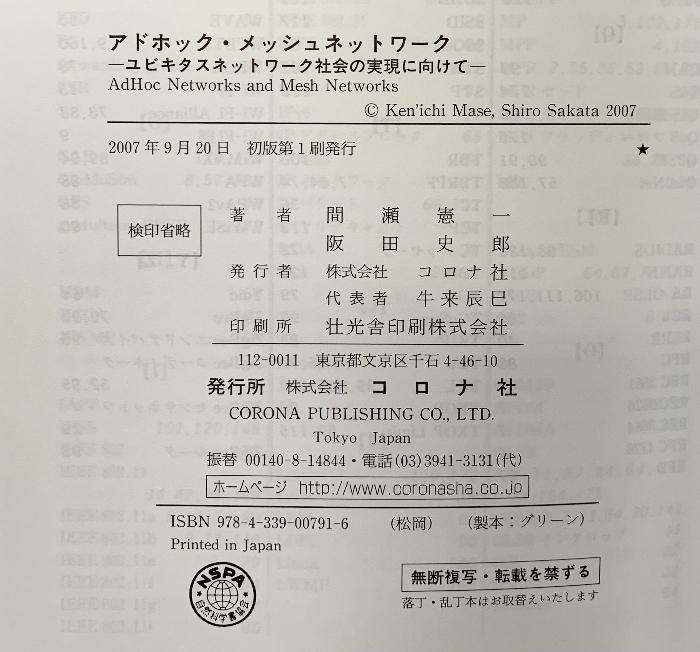 アドホック・メッシュネットワーク
―ユビキタスネットワーク社会の実現に向けて―
AdHoc Networks and Mesh Networks
© Ken'ichi Mase, Shiro Sakata 2007
2007年9月20日 初版第1刷発行 ★
検印省略
著者 間瀬憲一
阪田史郎
発行者 株式会社 コロナ社
代表者 牛来辰巳
印刷所 壮光舎印刷株式会社
112-0011 東京都文京区千石4-46-10
発行所 株式会社 コロナ社
CORONA PUBLISHING CO., LTD.
Tokyo Japan
振替 00140-8-14844・電話(03)3941-3131(代)
ホームページ http://www.coronasha.co.jp
ISBN 978-4-339-00791-6 (松岡) (製本:グリーン)
Printed in Japan
NSPA
自然科学書協会
無断複写・転載を禁ずる
落丁・乱丁本はお取替えいたします